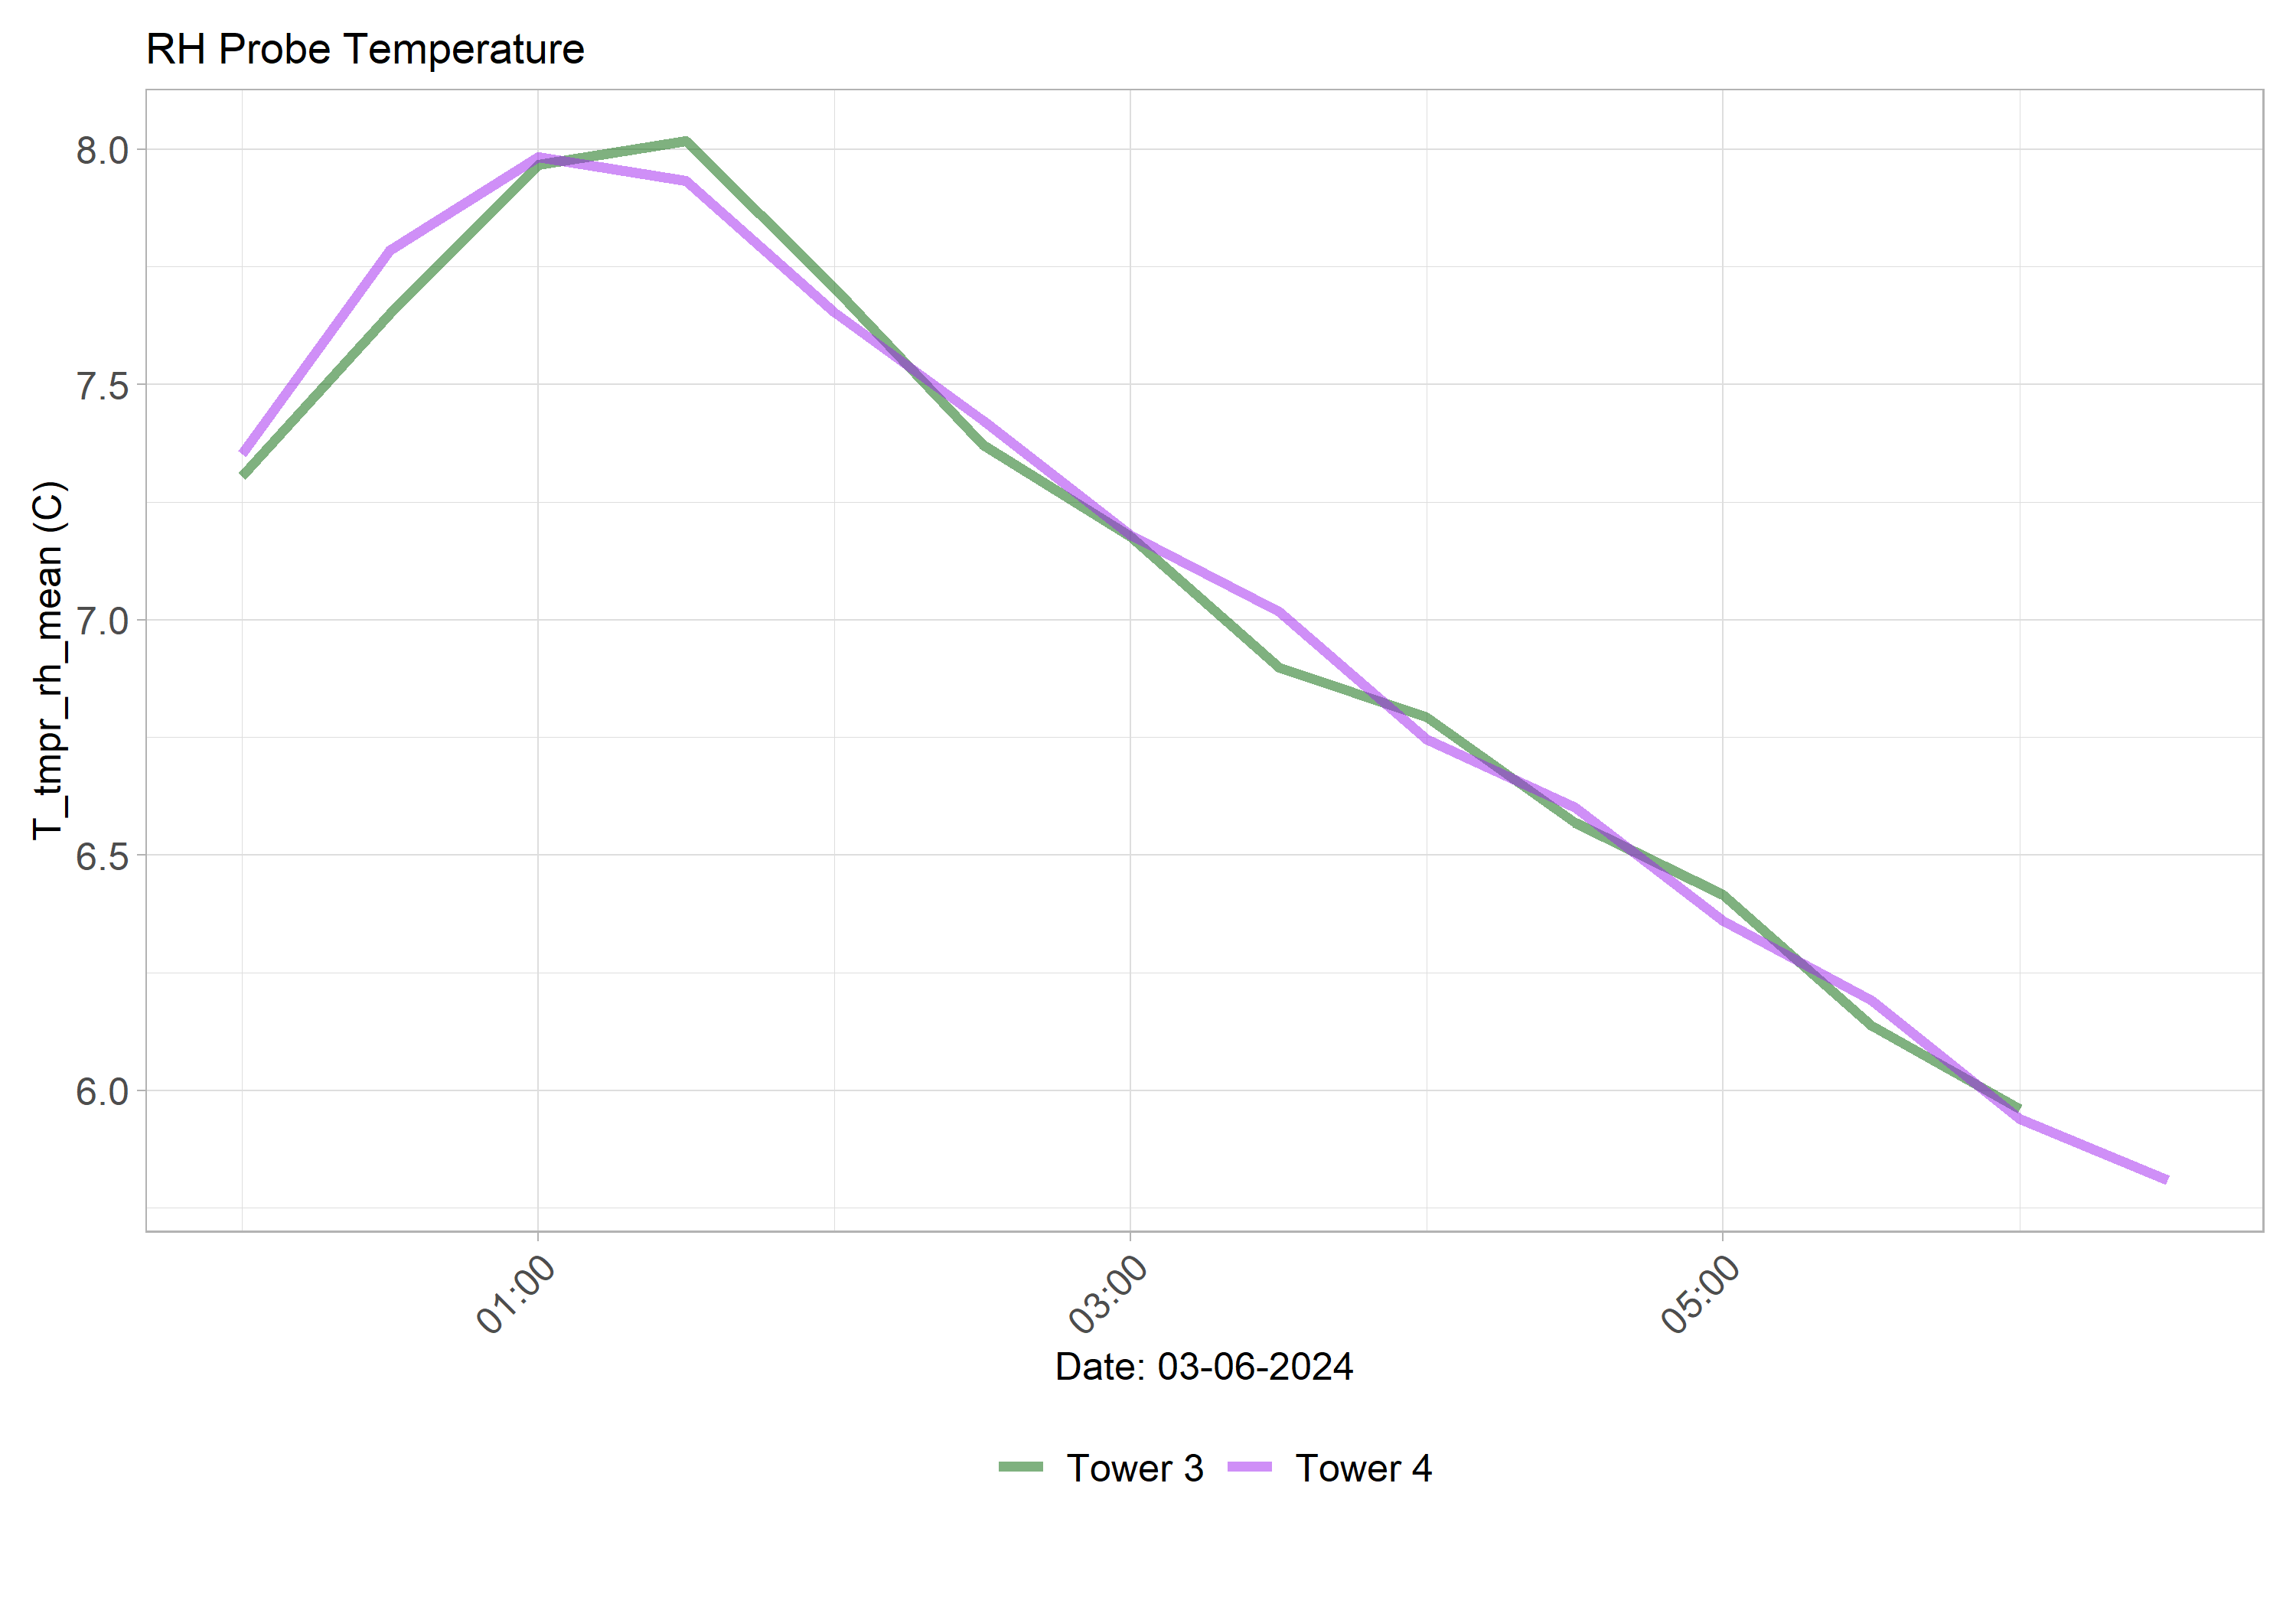 RH Probe Temperature
T_tmpr_rh_mean (C)
8.0
7.5
7.0
6.5
6.0
01:00
03:00
05:00
Date: 03-06-2024
Tower 3
Tower 4